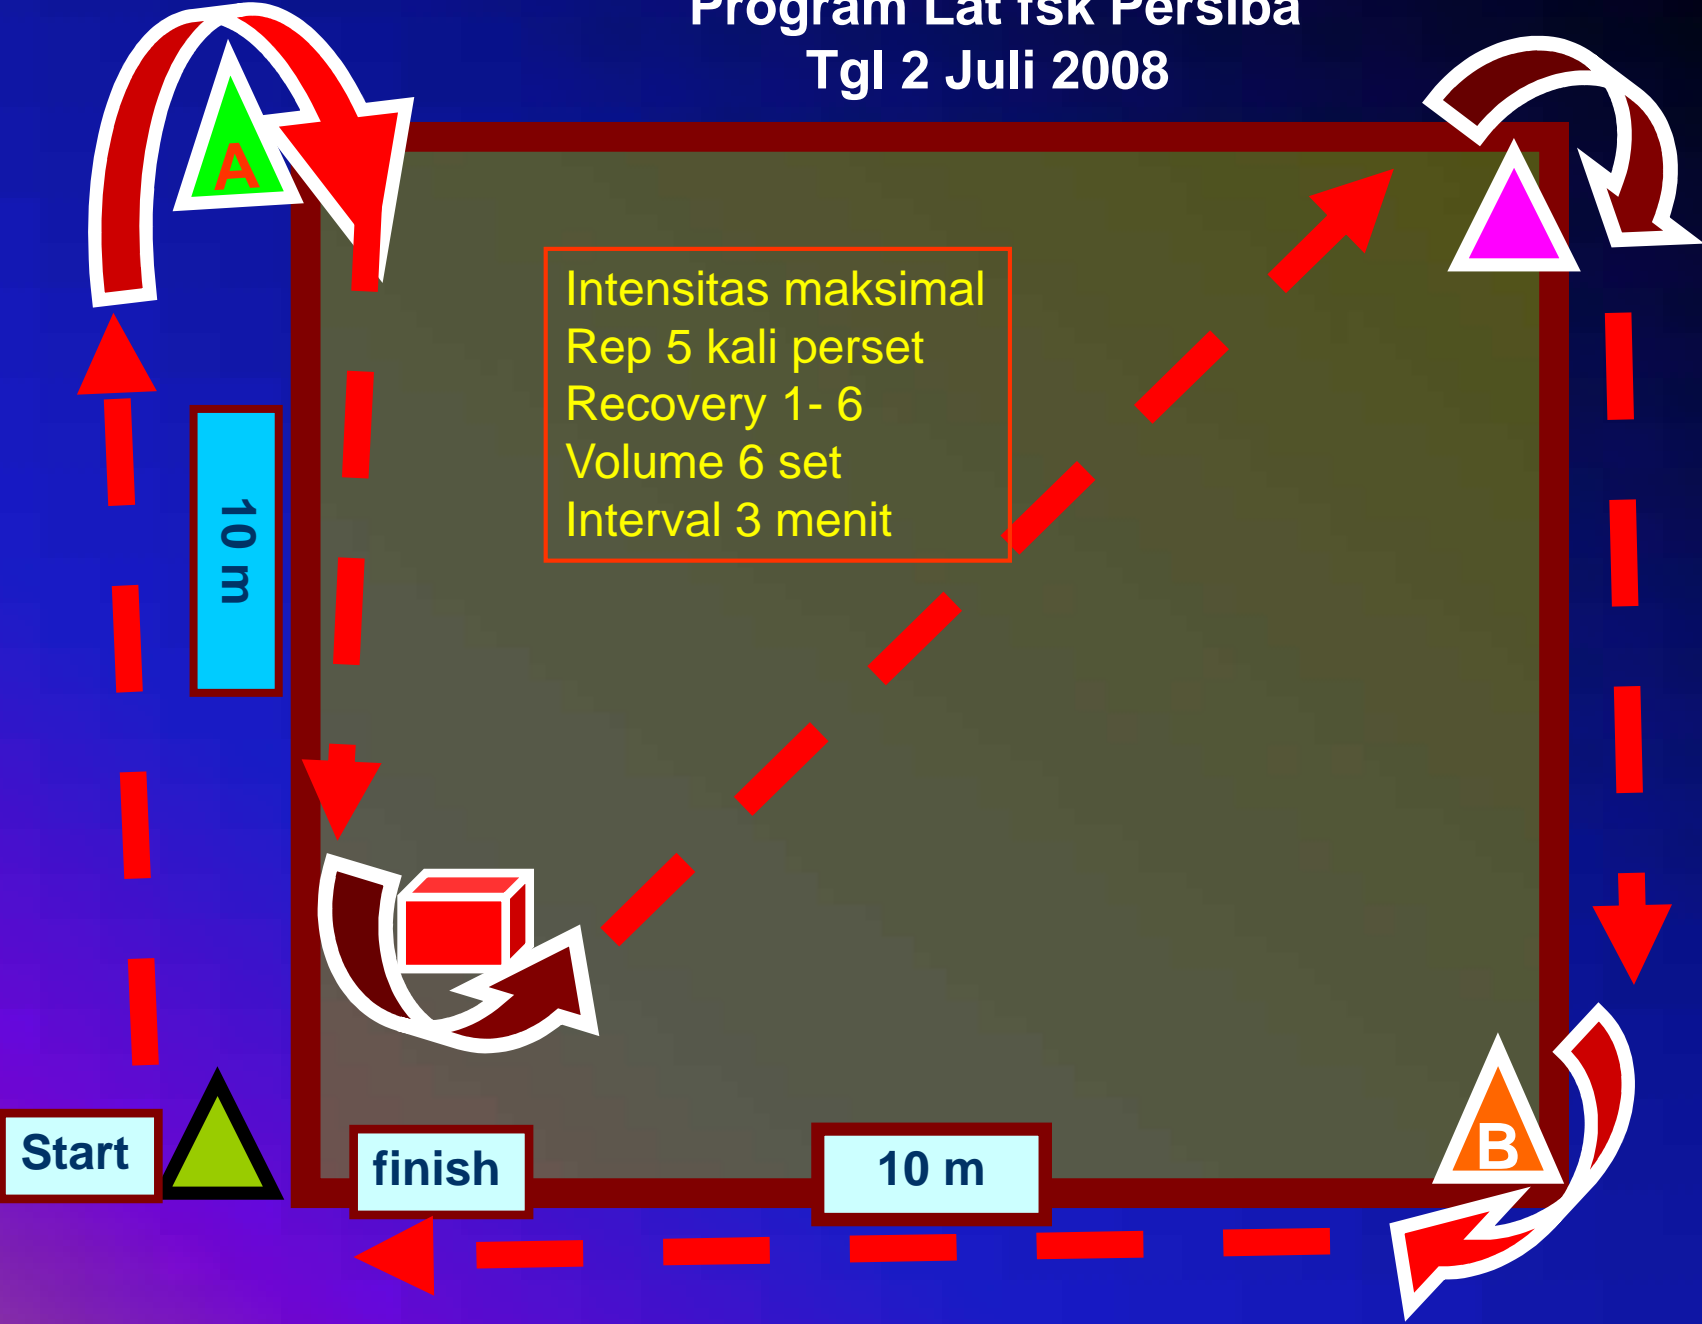 Program Lat fsk Persiba
Tgl 2 Juli 2008
A
Intensitas maksimal
Rep 5 kali perset
Recovery 1- 6
Volume 6 set
Interval 3 menit
10 m
Start
finish
10 m
B